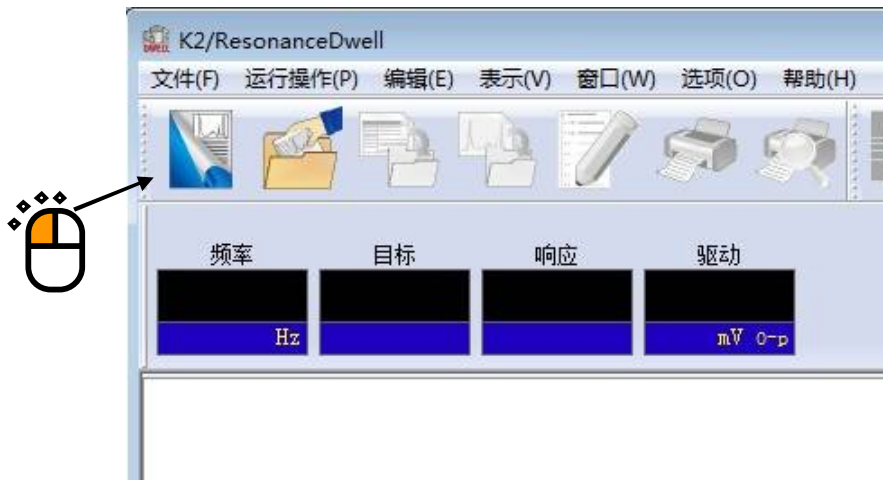 K2/ResonanceDwell
文件(F) 运行操作(P) 编辑(E) 表示(V) 窗口(W) 选项(O) 帮助(H)
频率 目标 响应 驱动
Hz mV 0-p